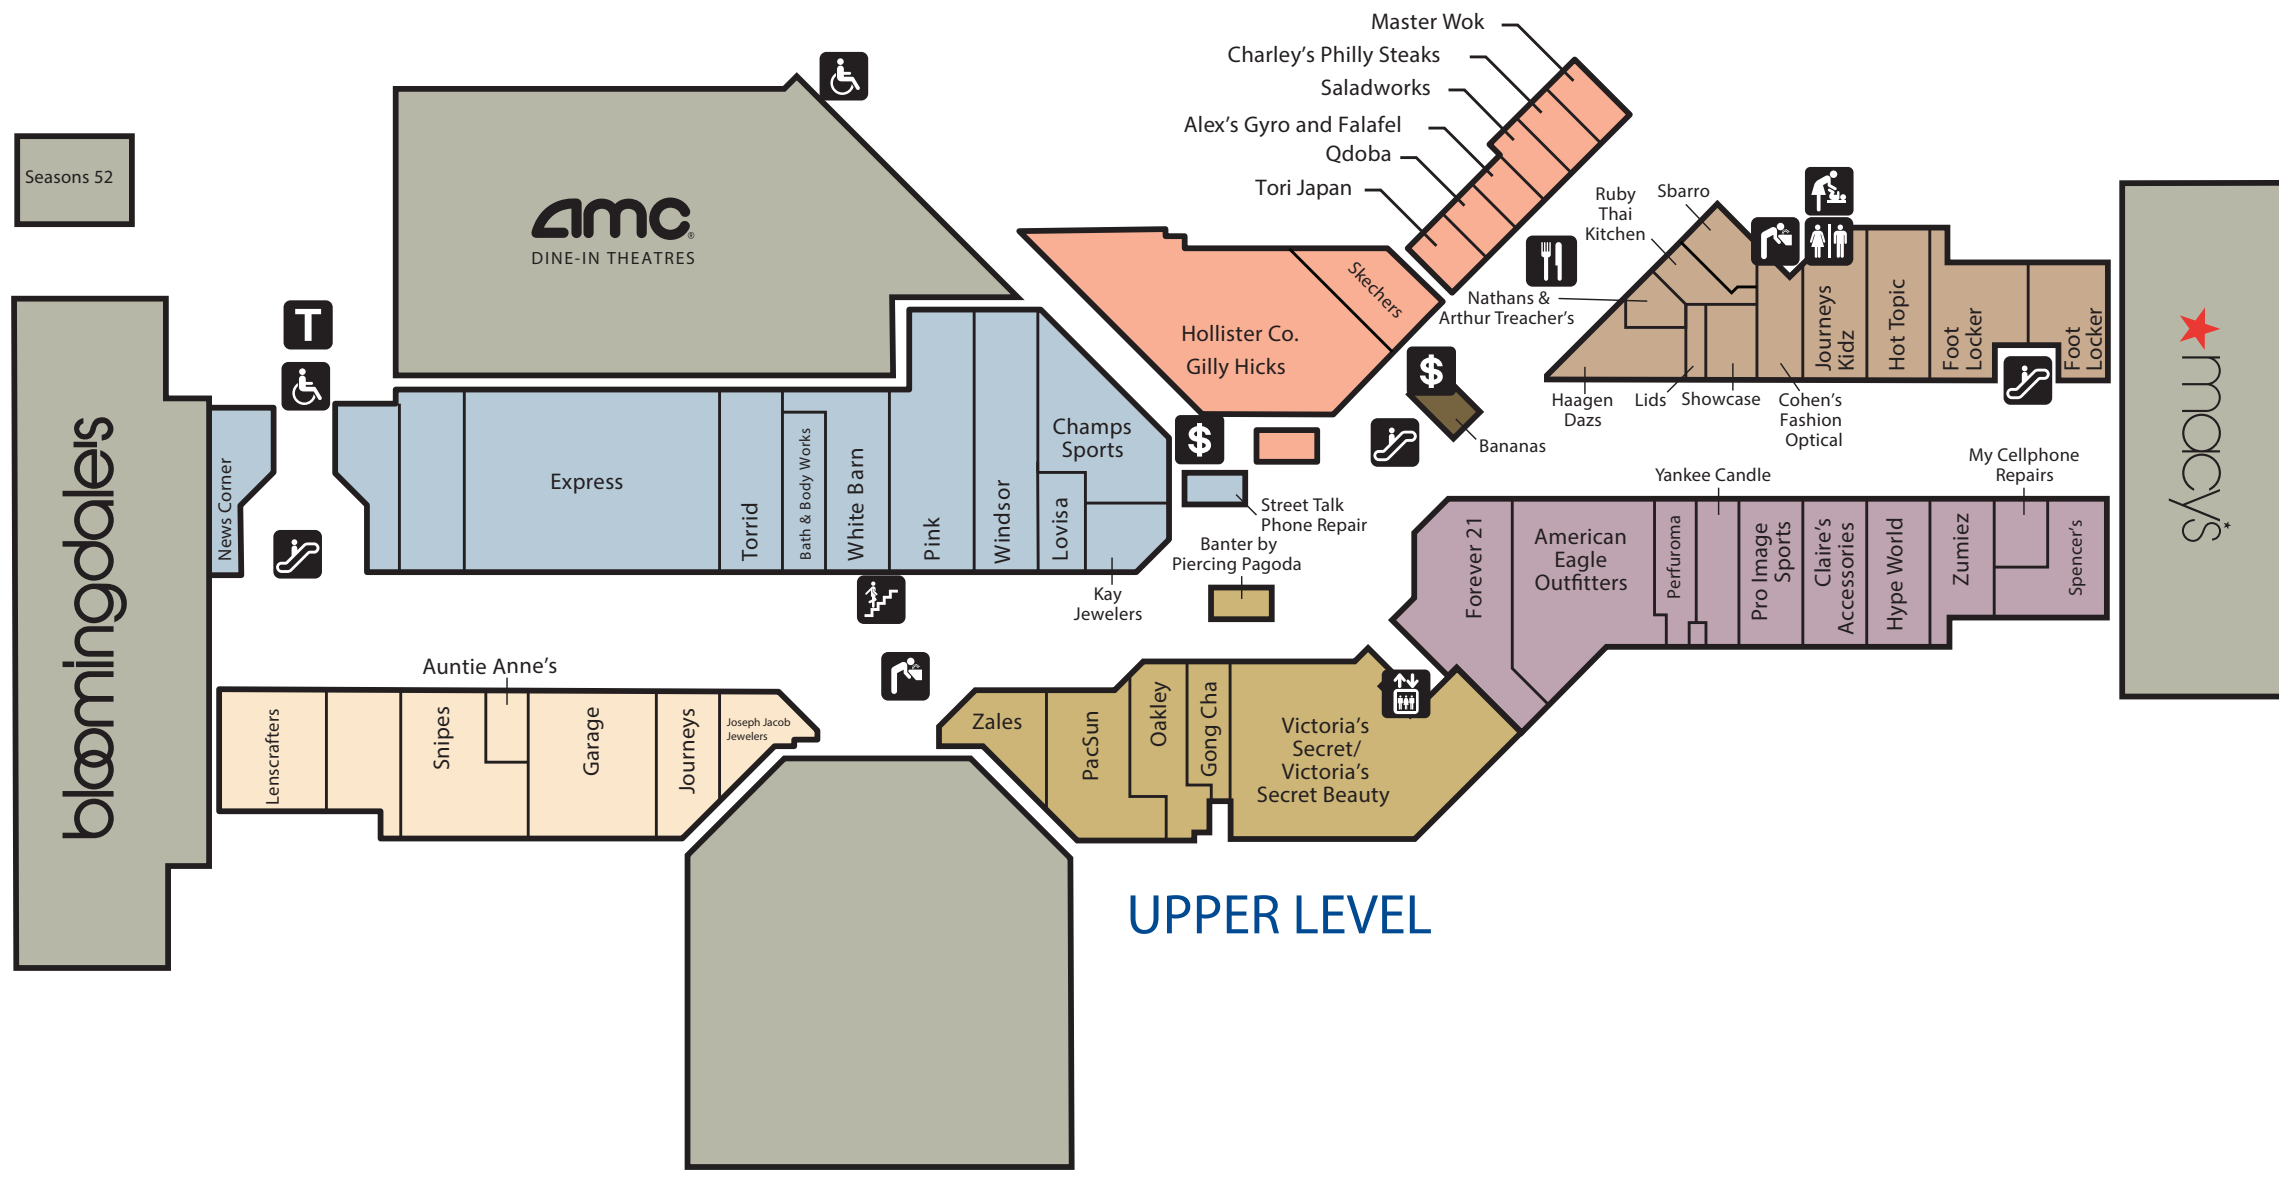 Master Wok
Charley's Philly Steaks
Saladworks
Alex's Gyro and Falafel
Qdoba
Tori Japan
Seasons 52
amc
®
DINE-IN THEATRES
Ruby
Thai
Kitchen
Sbarro
Nathans &
Arthur Treacher's
Skechers
Hollister Co.
Gilly Hicks
T
$
$
Bananas
Haagen
Dazs
Lids
Showcase
Cohen's
Fashion
Optical
Journeys
Kidz
Hot Topic
Foot
Locker
Foot
Locker
macy's
bloomingdales
News Corner
Express
Torrid
Bath & Body Works
White Barn
Pink
Windsor
Champs
Sports
Lovisa
Kay
Jewelers
Street Talk
Phone Repair
Banter by
Piercing Pagoda
Yankee Candle
My Cellphone
Repairs
Forever 21
American
Eagle
Outfitters
Perfuroma
Pro Image
Sports
Claire's
Accessories
Hype World
Zumiez
Spencer's
Auntie Anne's
Lenscrafters
Snipes
Garage
Journeys
Joseph Jacob
Jewelers
Zales
PacSun
Oakley
Gong Cha
Victoria's
Secret/
Victoria's
Secret Beauty
UPPER LEVEL